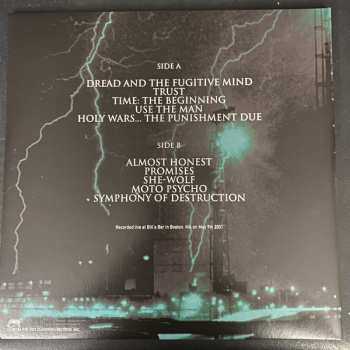 SIDE A
DREAD AND THE FUGITIVE MIND
TRUST
TIME: THE BEGINNING
USE THE MAN
HOLY WARS... THE PUNISHMENT DUE
SIDE B
ALMOST HONEST
PROMISES
SHE-WOLF
MOTO PSYCHO
SYMPHONY OF DESTRUCTION
Recorded live at Bill's Bar in Boston, MA on May 9th 2001